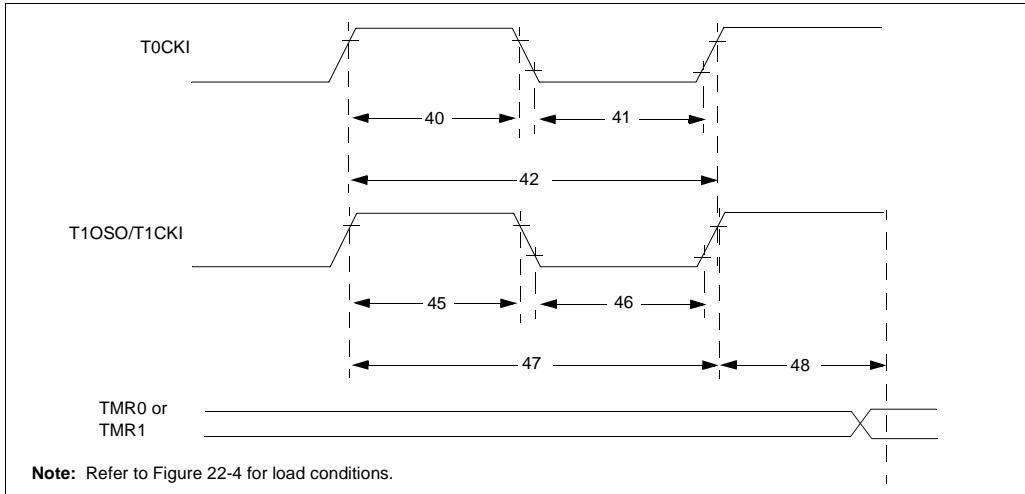 T0CKI
40
41
42
T1OSO/T1CKI
45
46
47
48
TMR0 or
TMR1
Note: Refer to Figure 22-4 for load conditions.